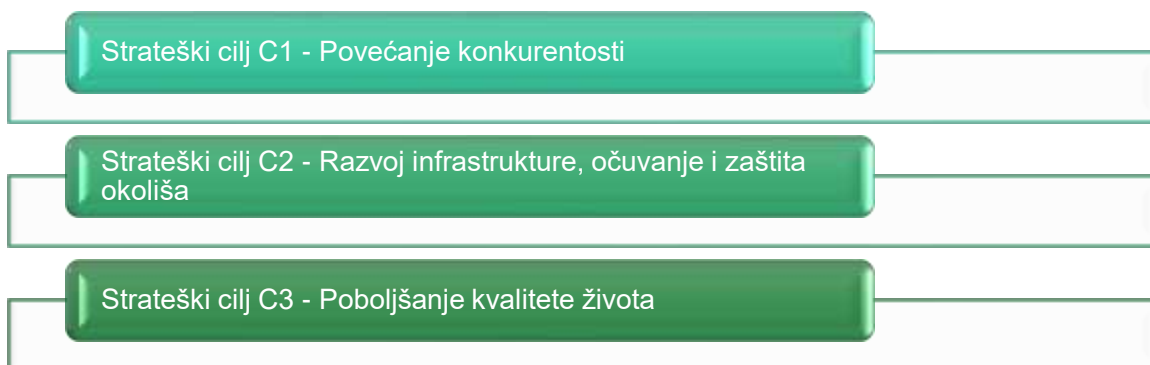 Strateški cilj C1 - Povećanje konkurentosti
Strateški cilj C2 - Razvoj infrastrukture, očuvanje i zaštita
okoliša
Strateški cilj C3 - Poboljšanje kvalitete života